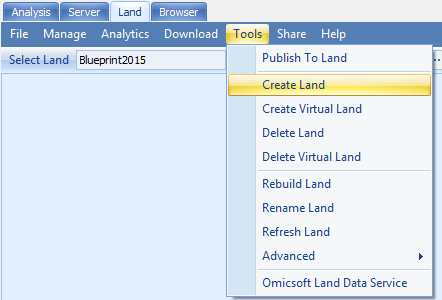 Analysis Server Land Browser
File Manage Analytics Download Tools Share Help
Select Land Blueprint2015
Publish To Land
Create Land
Create Virtual Land
Delete Land
Delete Virtual Land
Rebuild Land
Rename Land
Refresh Land
Advanced
Omicsoft Land Data Service